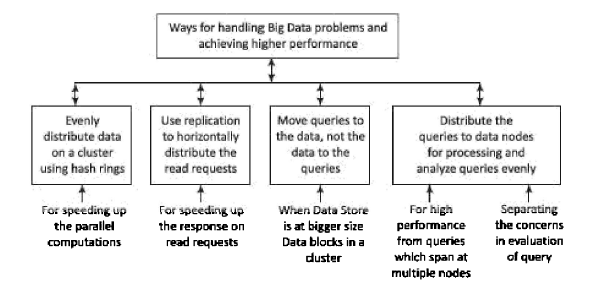 Ways for handling Big Data problems and
achieving higher performance
Evenly
distribute data
on a cluster
using hash rings
Use replication
to horizontally
distribute the
read requests
Move queries to
the data, not the
data to the
queries
Distribute the
queries to data nodes
for processing and
analyze queries evenly
For speeding up
the parallel
computations
For speeding up
the response on
read requests
When Data Store
is at bigger size
Data blocks in a
cluster
For high
performance
from queries
which span at
multiple nodes
Separating
the concerns
in evaluation
of query